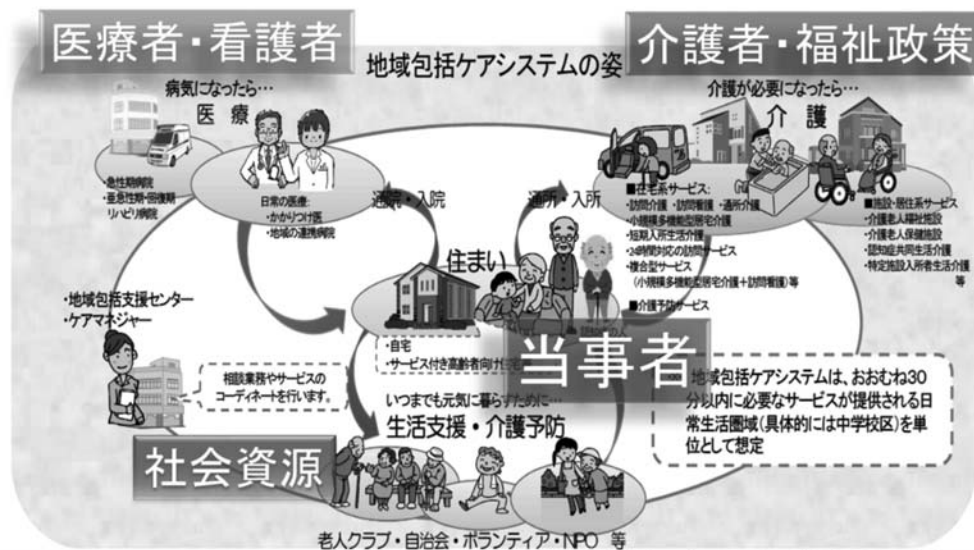 医療者・看護者
介護者・福祉政策
地域包括ケアシステムの姿
病気になったら…
医 療
・急性期病院
・亜急性期・回復期
リハビリ病院
日常の医療:
・かかりつけ医
・地域の連携病院
通院・入院
通所・入所
介護が必要になったら…
介 護
■在宅系サービス:
・訪問介護・訪問看護・通所介護
・小規模多機能型居宅介護
・短期入所生活介護
・24時間対応の訪問サービス
・複合型サービス
(小規模多機能型居宅介護+訪問看護)等
■介護予防サービス
■施設・居住系サービス
・介護老人福祉施設
・介護老人保健施設
・認知症共同生活介護
・特定施設入所者生活介護
等
住まい
・自宅
・サービス付き高齢者向け住宅
当事者
・地域包括支援センター
・ケアマネジャー
相談業務やサービスの
コーディネートを行います。
いつまでも元気に暮らすために…
生活支援・介護予防
社会資源
老人クラブ・自治会・ボランティア・NPO 等
地域包括ケアシステムは、おおむね30
分以内に必要なサービスが提供される日
常生活圏域(具体的には中学校区)を単
位として想定